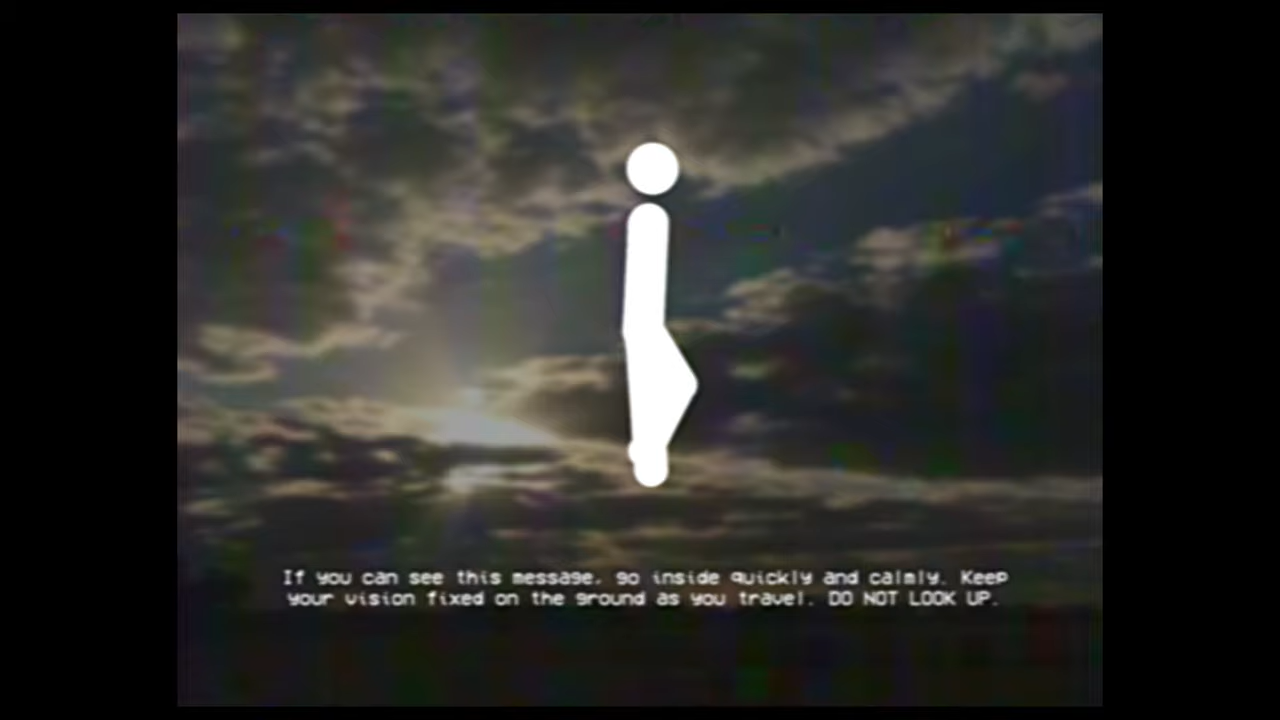 If you can see this message, go inside quickly and calmly. Keep
your vision fixed on the ground as you travel. DO NOT LOOK UP.